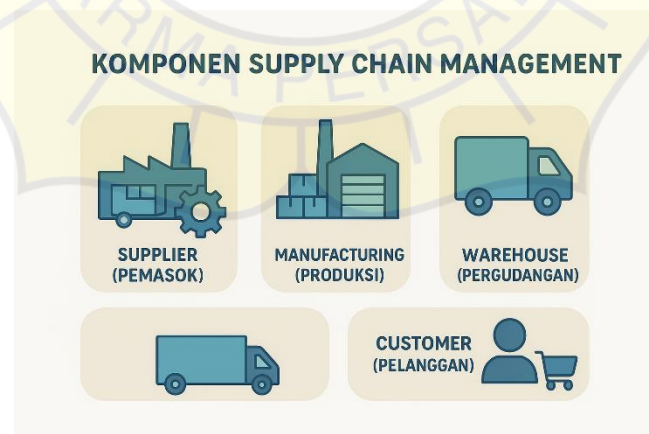 KOMPONEN SUPPLY CHAIN MANAGEMENT
SUPPLIER
(PEMASOK)
MANUFACTURING
(PRODUKSI)
WAREHOUSE
(PERGUDANGAN)
CUSTOMER
(PELANGGAN)